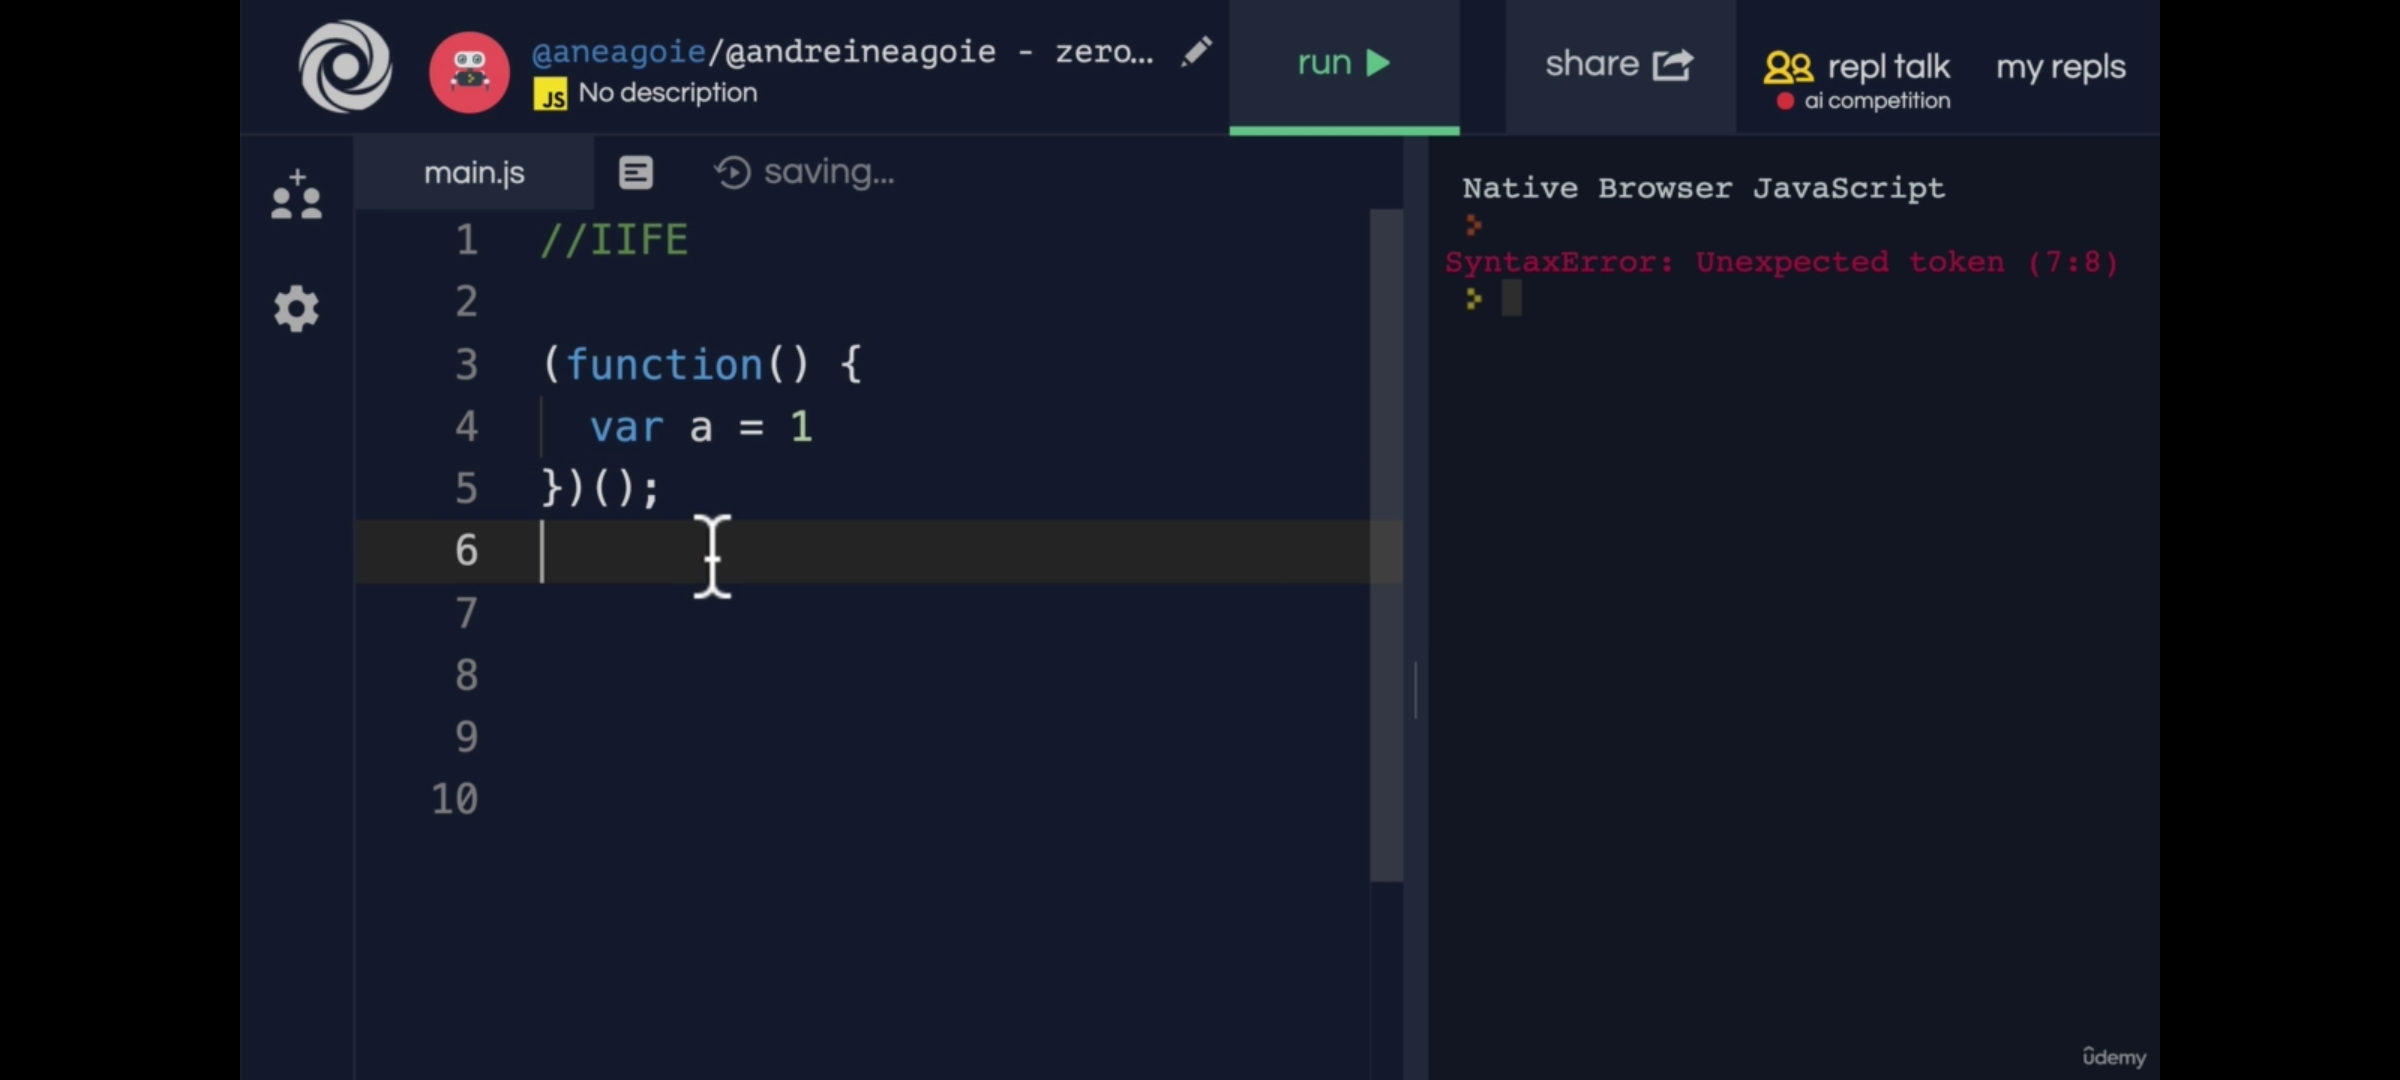 @aneagoie/@andreineagoie - zero...
JS No description
run
share
repl talk
ai competition
my repls
main.js
saving...
1 //IIFE
2
3 (function() {
4 var a = 1
5 })();
6
7
8
9
10
Native Browser JavaScript
SyntaxError: Unexpected token (7:8)
ûdemy